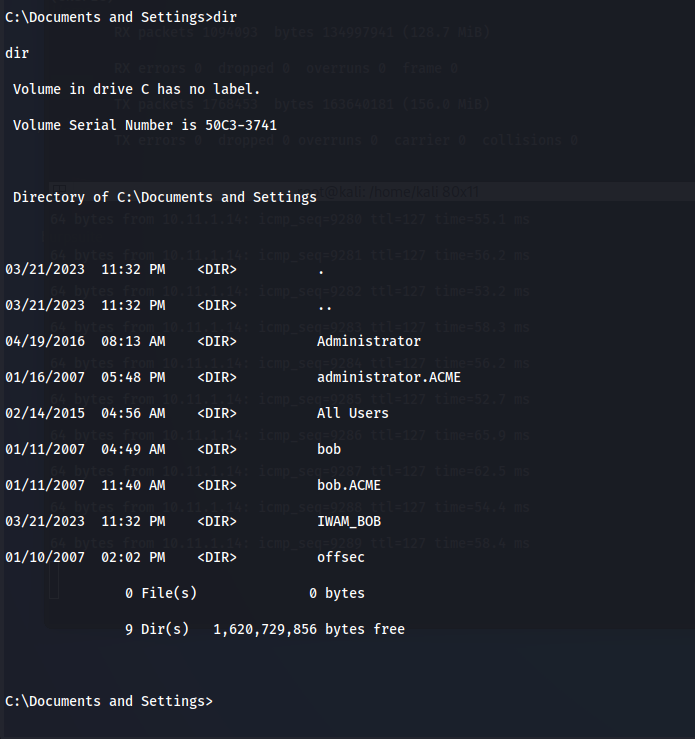 C:\Documents and Settings>dir
dir
 Volume in drive C has no label.
 Volume Serial Number is 50C3-3741

 Directory of C:\Documents and Settings

03/21/2023  11:32 PM    <DIR>          .
03/21/2023  11:32 PM    <DIR>          ..
04/19/2016  08:13 AM    <DIR>          Administrator
01/16/2007  05:48 PM    <DIR>          administrator.ACME
02/14/2015  04:56 AM    <DIR>          All Users
01/11/2007  04:49 AM    <DIR>          bob
01/11/2007  11:40 AM    <DIR>          bob.ACME
03/21/2023  11:32 PM    <DIR>          IWAM_BOB
01/10/2007  02:02 PM    <DIR>          offsec
               0 File(s)              0 bytes
               9 Dir(s)   1,620,729,856 bytes free

C:\Documents and Settings>